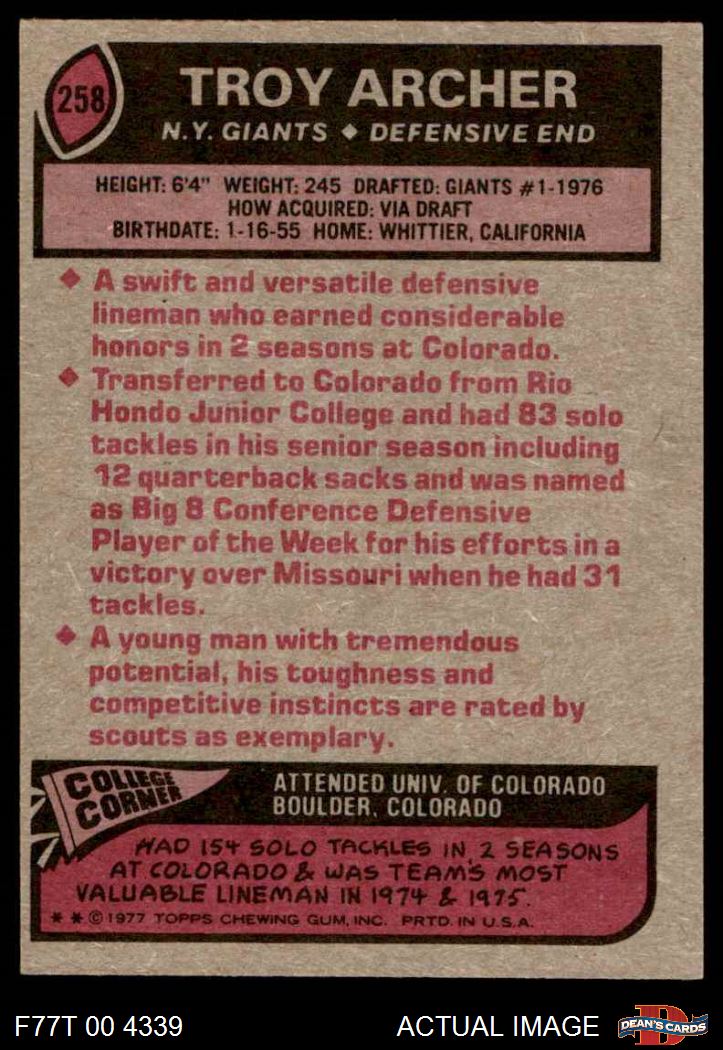 258
TROY ARCHER
N.Y. GIANTS ◆ DEFENSIVE END
HEIGHT: 6'4" WEIGHT: 245 DRAFTED: GIANTS #1-1976
HOW ACQUIRED: VIA DRAFT
BIRTHDATE: 1-16-55 HOME: WHITTIER, CALIFORNIA
◆ A swift and versatile defensive
lineman who earned considerable
honors in 2 seasons at Colorado.
◆ Transferred to Colorado from Rio
Hondo Junior College and had 83 solo
tackles in his senior season including
12 quarterback sacks and was named
as Big 8 Conference Defensive
Player of the Week for his efforts in a
victory over Missouri when he had 31
tackles.
◆ A young man with tremendous
potential, his toughness and
competitive instincts are rated by
scouts as exemplary.
COLLEGE
CORNER
ATTENDED UNIV. OF COLORADO
BOULDER, COLORADO
HAD 154 SOLO TACKLES IN 2 SEASONS
AT COLORADO & WAS TEAM'S MOST
VALUABLE LINEMAN IN 1974 & 1975.
* * © 1977 TOPPS CHEWING GUM, INC. PRTD. IN U.S.A.
F77T 00 4339
ACTUAL IMAGE
D
DEAN'S CARDS